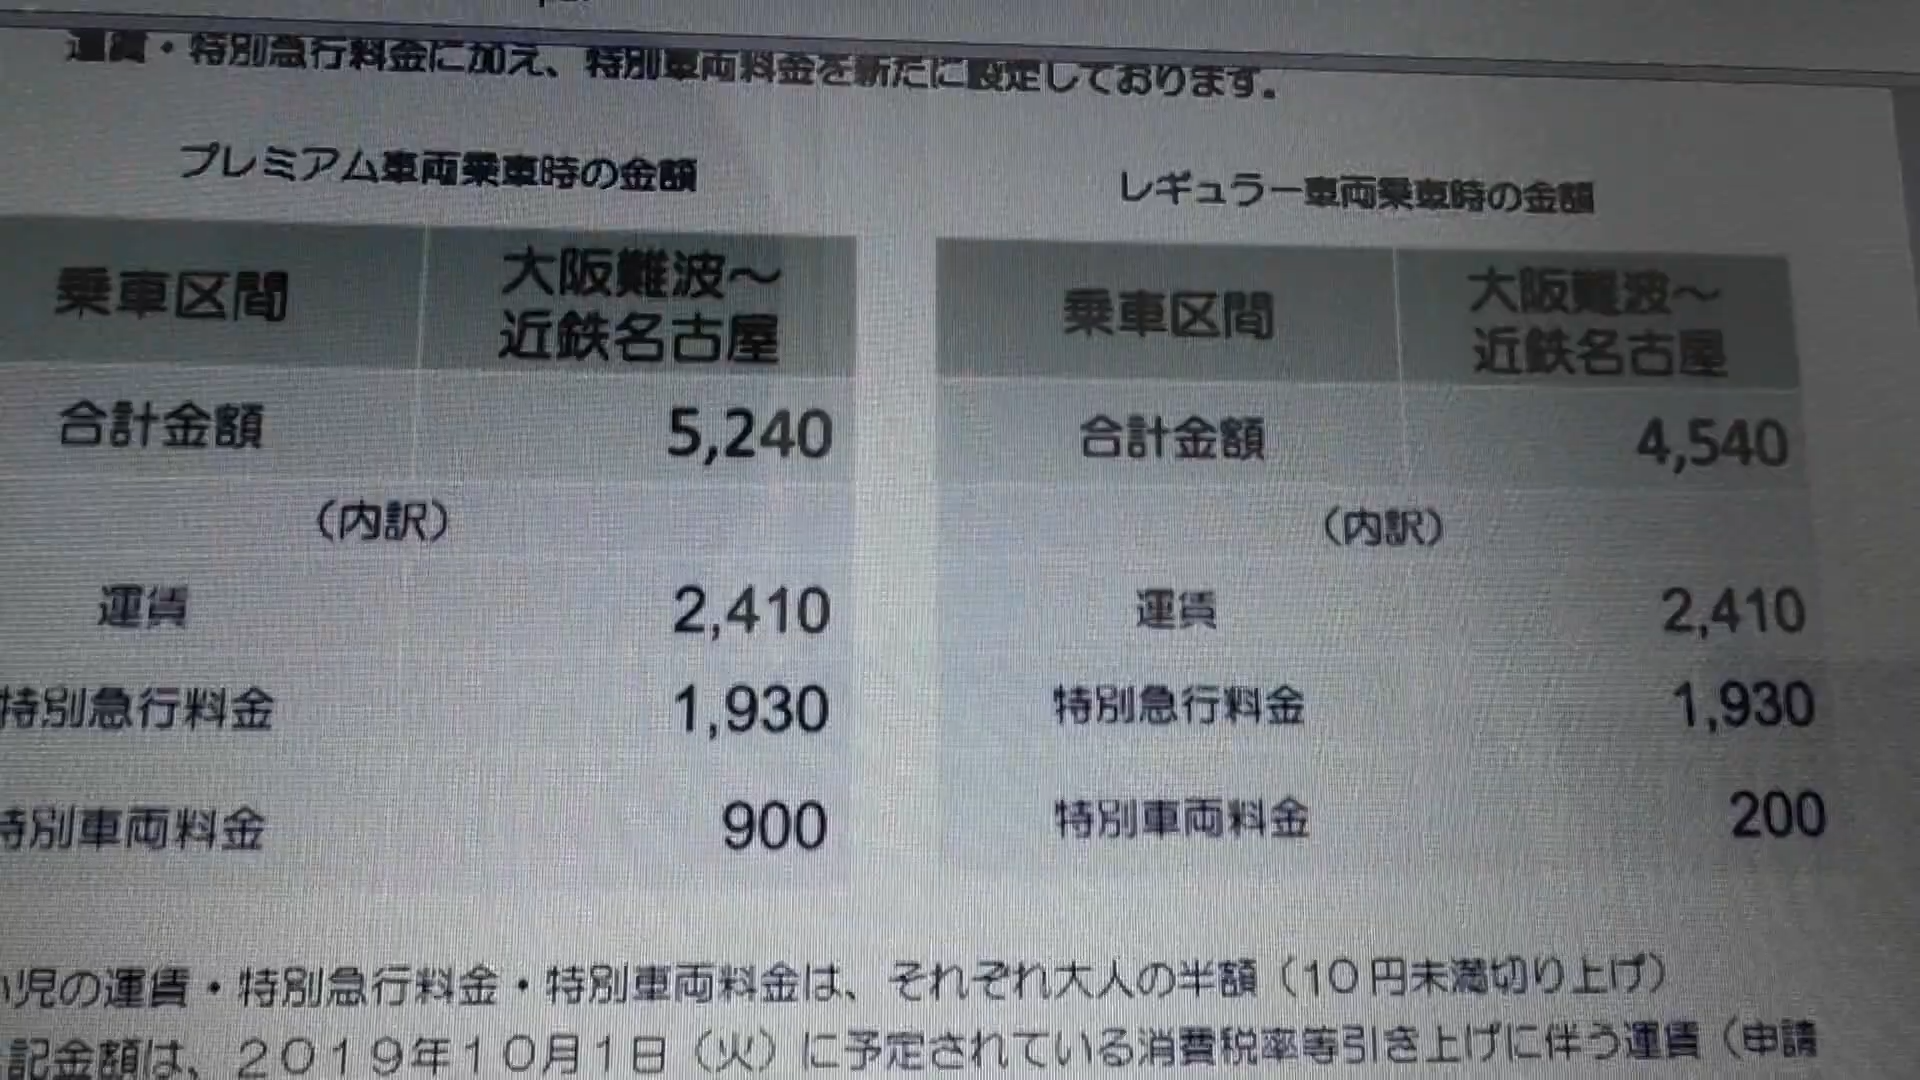 運賃・特別急行料金に加え、特別車両料金を新たに設定しております。
プレミアム車両乗車時の金額
乗車区間 大阪難波～
近鉄名古屋
合計金額 5,240
（内訳）
運賃 2,410
特別急行料金 1,930
特別車両料金 900
レギュラー車両乗車時の金額
乗車区間 大阪難波～
近鉄名古屋
合計金額 4,540
（内訳）
運賃 2,410
特別急行料金 1,930
特別車両料金 200
児の運賃・特別急行料金・特別車両料金は、それぞれ大人の半額（10円未満切り上げ）
記金額は、２０１９年１０月１日（火）に予定されている消費税率等引き上げに伴う運賃（申請